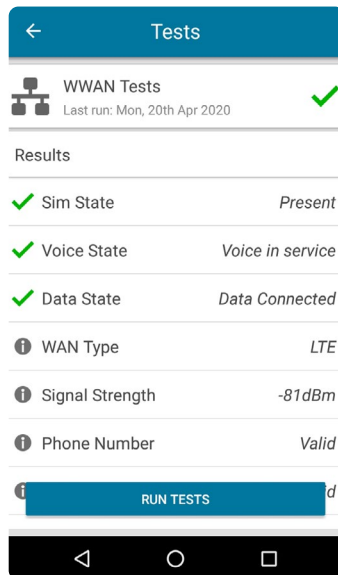 Tests
WWAN Tests
Last run: Mon, 20th Apr 2020
Results
Sim State Present
Voice State Voice in service
Data State Data Connected
WAN Type LTE
Signal Strength -81dBm
Phone Number Valid
RUN TESTS